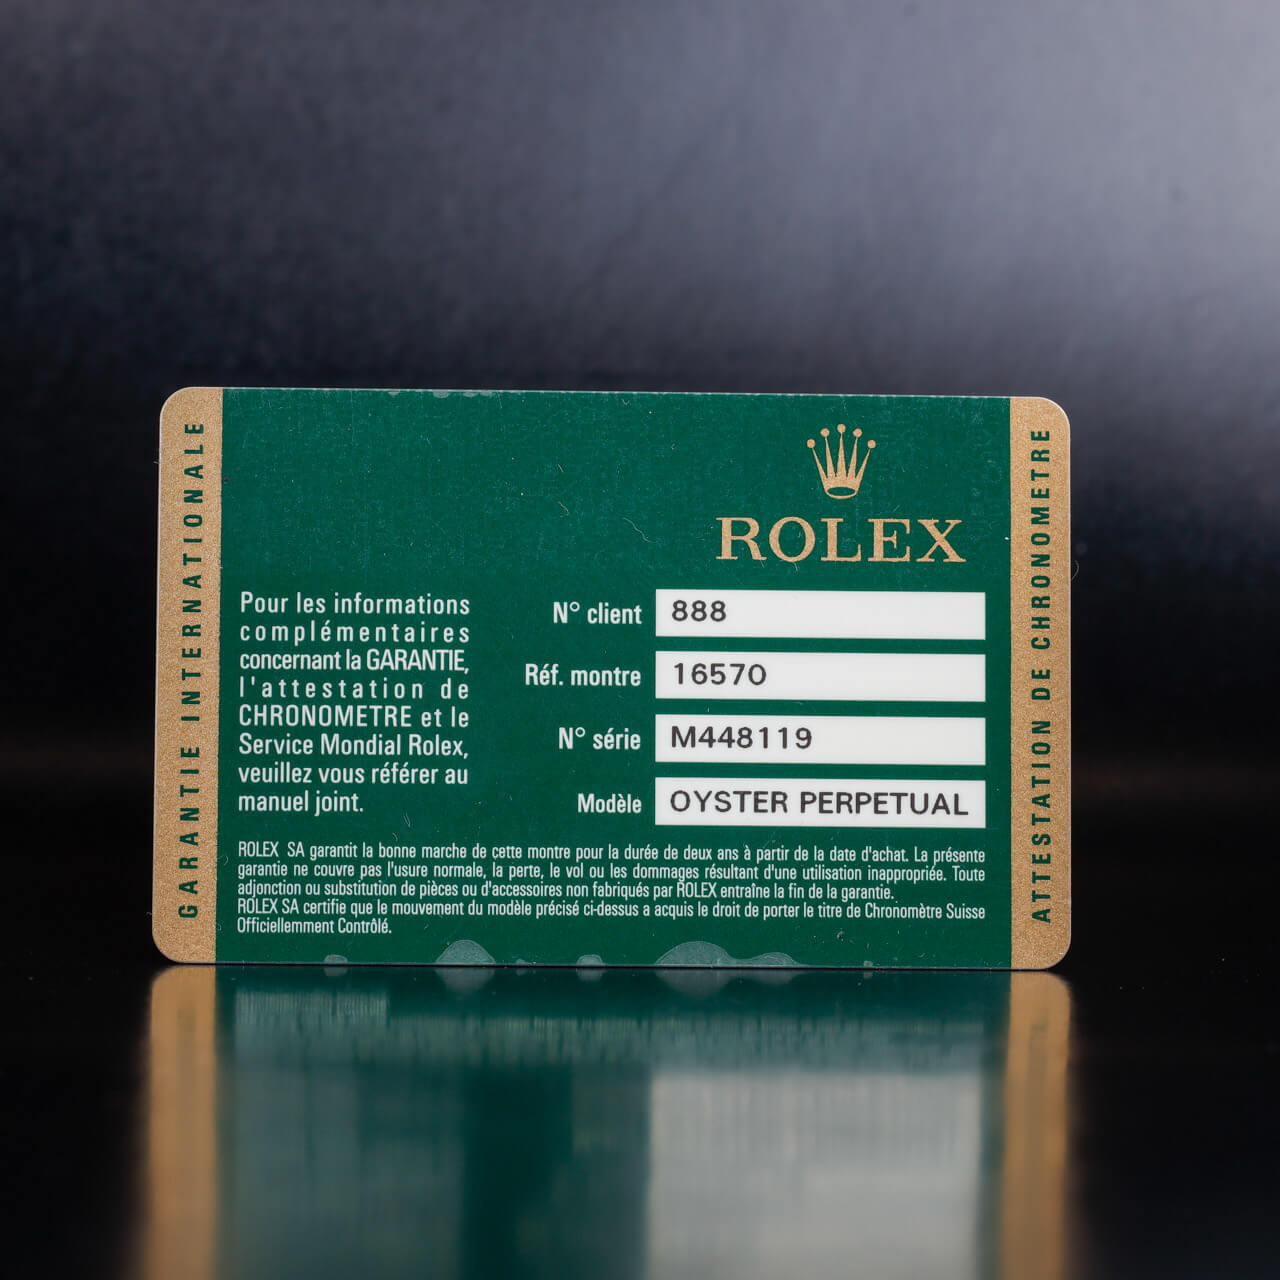 GARANTIE INTERNATIONALE
ROLEX
Pour les informations
complémentaires
concernant la GARANTIE,
l'attestation de
CHRONOMETRE et le
Service Mondial Rolex,
veuillez vous référer au
manuel joint.
N° client 888
Réf. montre 16570
N° série M448119
Modèle OYSTER PERPETUAL
ROLEX SA garantit la bonne marche de cette montre pour la durée de deux ans à partir de la date d'achat. La présente
garantie ne couvre pas l'usure normale, la perte, le vol ou les dommages résultant d'une utilisation inappropriée. Toute
adjonction ou substitution de pièces ou d'accessoires non fabriqués par ROLEX entraîne la fin de la garantie.
ROLEX SA certifie que le mouvement du modèle précisé ci-dessus a acquis le droit de porter le titre de Chronomètre Suisse
Officiellemment Contrôlé.
ATTESTATION DE CHRONOMETRE